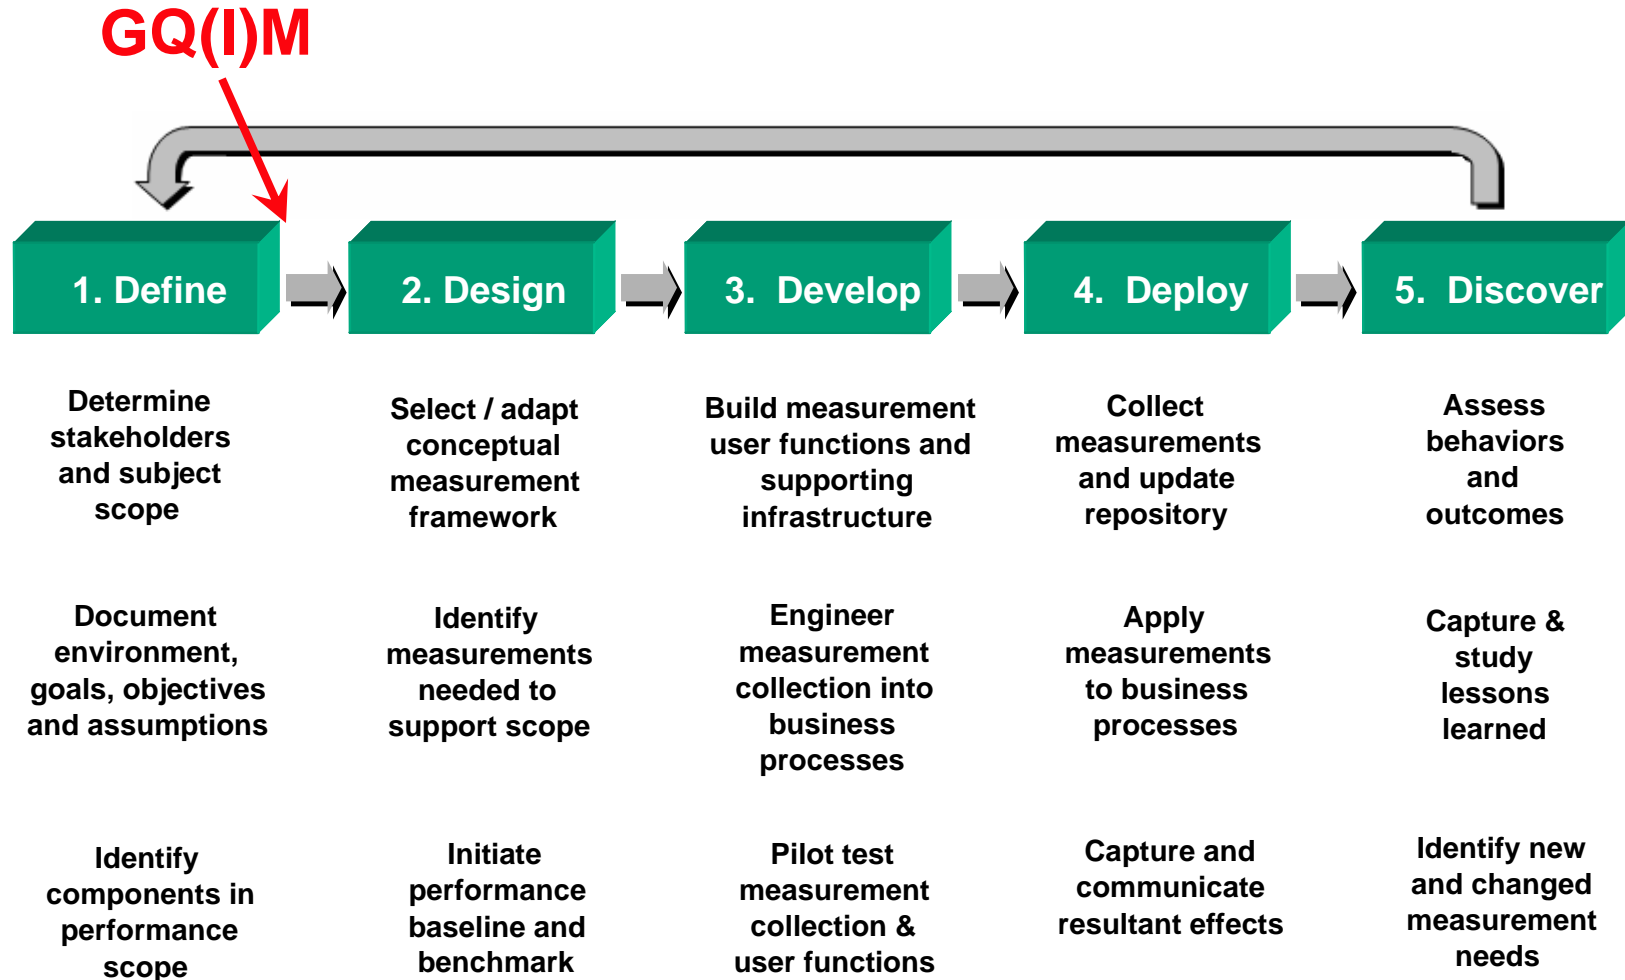 GQ(I)M
1. Define
2. Design
3. Develop
4. Deploy
5. Discover
Determine
stakeholders
and subject
scope
Select / adapt
conceptual
measurement
framework
Build measurement
user functions and
supporting
infrastructure
Collect
measurements
and update
repository
Assess
behaviors
and
outcomes
Document
environment,
goals, objectives
and assumptions
Identify
measurements
needed to
support scope
Engineer
measurement
collection into
business
processes
Apply
measurements
to business
processes
Capture &
study
lessons
learned
Identify
components in
performance
scope
Initiate
performance
baseline and
benchmark
Pilot test
measurement
collection &
user functions
Capture and
communicate
resultant effects
Identify new
and changed
measurement
needs